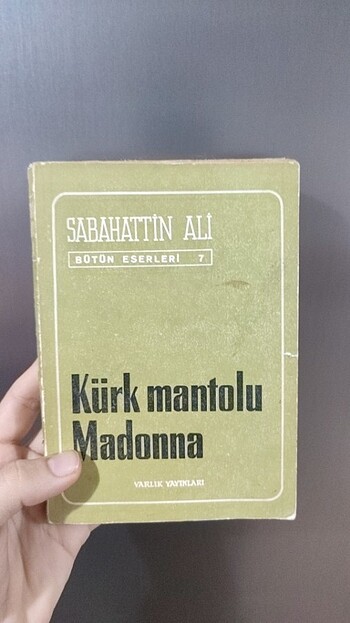 SABAHATTİN ALİ
BÜTÜN ESERLERİ 7
Kürk mantolu
Madonna
VARLIK YAYINLARI